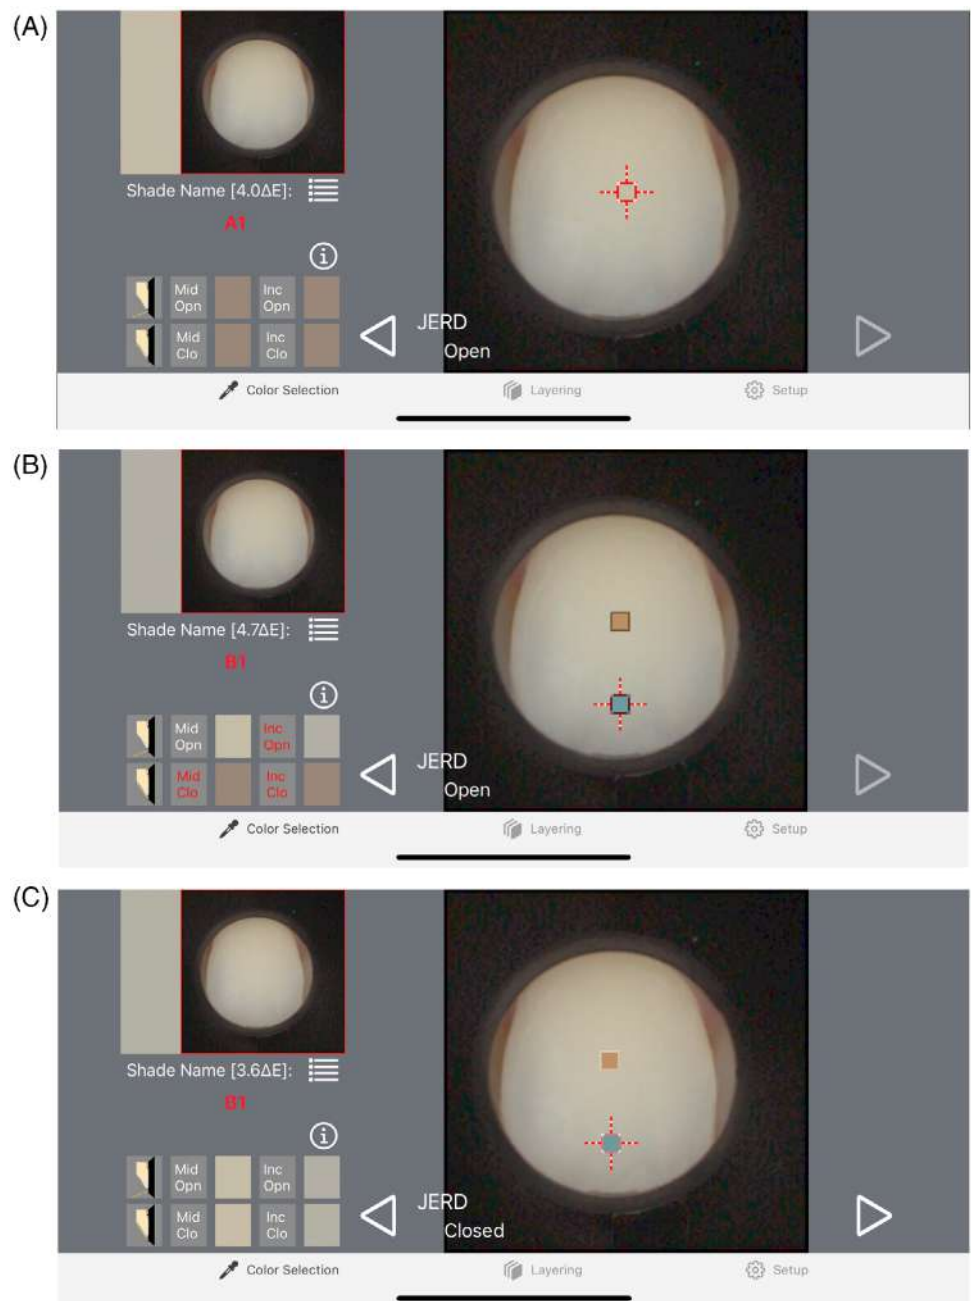 (A)
Shade Name [4.0ΔE]:
A1
Mid Opn
Inc Opn
Mid Clo
Inc Clo
JERD
Open
Color Selection
Layering
Setup
(B)
Shade Name [4.7ΔE]:
B1
Mid Opn
Inc Opn
Mid Clo
Inc Clo
JERD
Open
Color Selection
Layering
Setup
(C)
Shade Name [3.6ΔE]:
B1
Mid Opn
Inc Opn
Mid Clo
Inc Clo
JERD
Closed
Color Selection
Layering
Setup